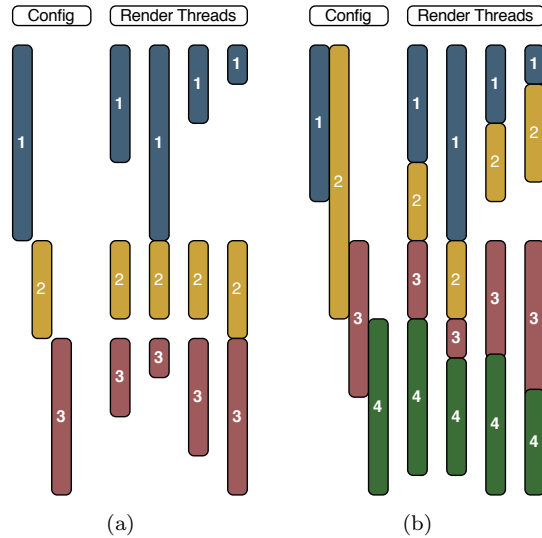 Config Render Threads Config Render Threads
1 1 1 1 1 1 2 1 1 1 1
2 2 2 2 2 2 2 2 2
3 3 3 3 3 3 3 3 3 3
4 4 4 4 4
(a) (b)